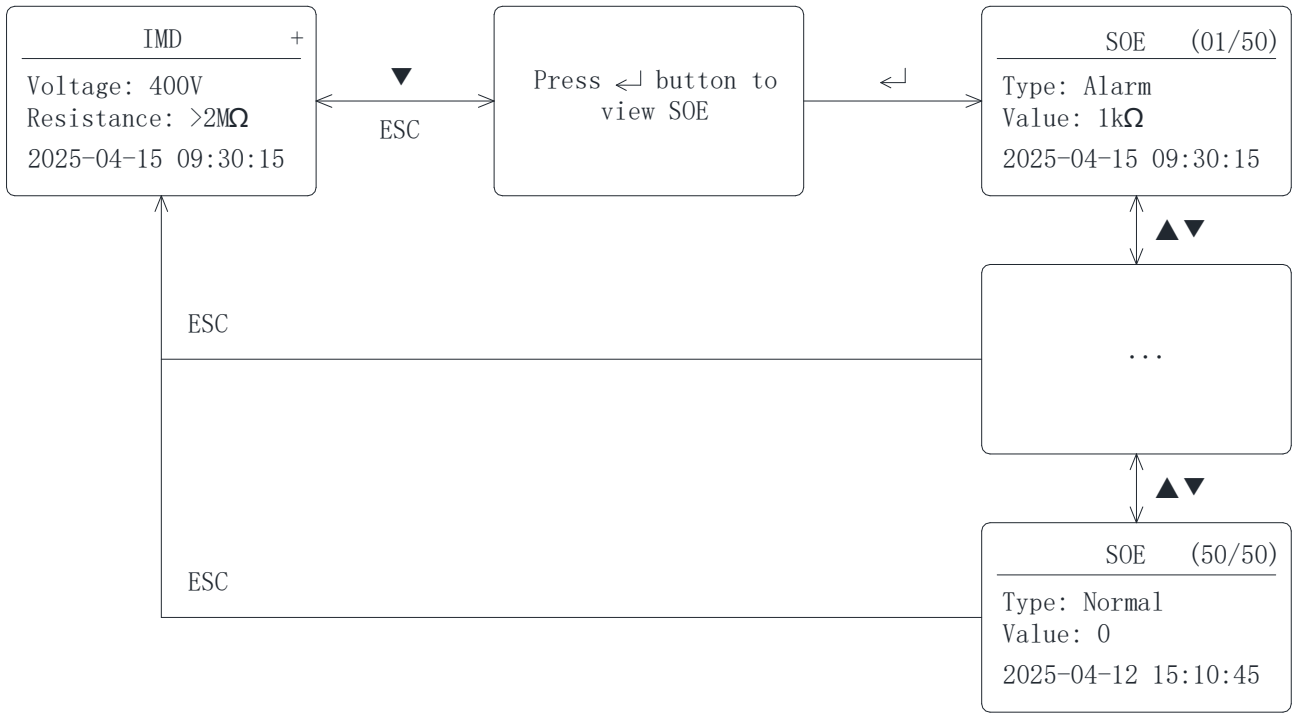 IMD +
Voltage: 400V
Resistance: >2MΩ
2025-04-15 09:30:15
▼
ESC
Press ↵ button to
view SOE
↵
SOE (01/50)
Type: Alarm
Value: 1kΩ
2025-04-15 09:30:15
▲▼
...
ESC
▲▼
ESC
SOE (50/50)
Type: Normal
Value: 0
2025-04-12 15:10:45